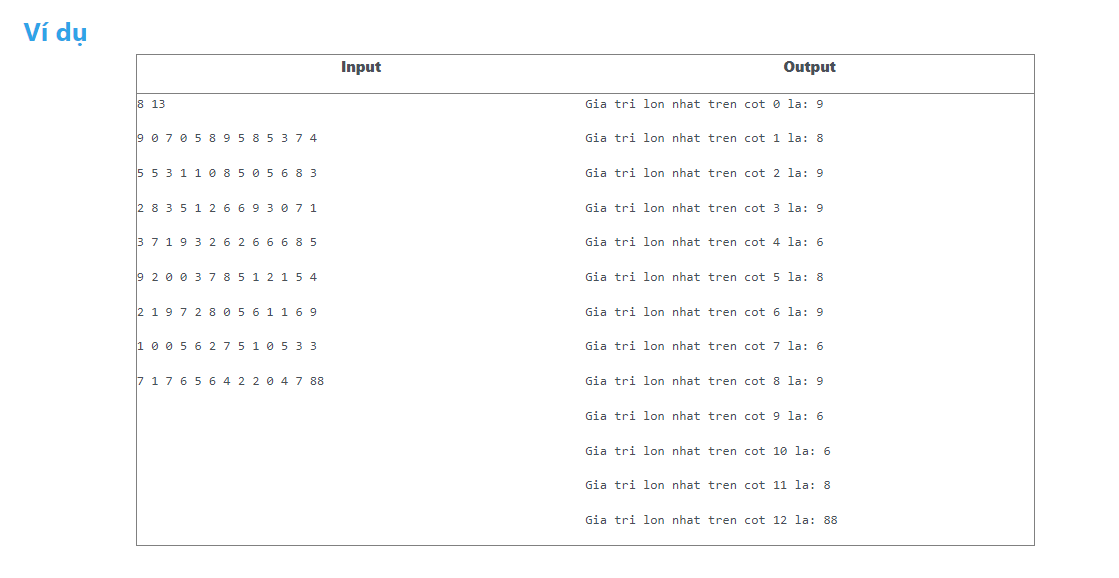 Ví dụ
Input Output
8 13 Gia tri lon nhat tren cot 0 la: 9
9 0 7 0 5 8 9 5 8 5 3 7 4 Gia tri lon nhat tren cot 1 la: 8
5 5 3 1 1 0 8 5 0 5 6 8 3 Gia tri lon nhat tren cot 2 la: 9
2 8 3 5 1 2 6 6 9 3 0 7 1 Gia tri lon nhat tren cot 3 la: 9
3 7 1 9 3 2 6 2 6 6 6 8 5 Gia tri lon nhat tren cot 4 la: 6
9 2 0 0 3 7 8 5 1 2 1 5 4 Gia tri lon nhat tren cot 5 la: 8
2 1 9 7 2 8 0 5 6 1 1 6 9 Gia tri lon nhat tren cot 6 la: 9
1 0 0 5 6 2 7 5 1 0 5 3 3 Gia tri lon nhat tren cot 7 la: 6
7 1 7 6 5 6 4 2 2 0 4 7 88 Gia tri lon nhat tren cot 8 la: 9
Gia tri lon nhat tren cot 9 la: 6
Gia tri lon nhat tren cot 10 la: 6
Gia tri lon nhat tren cot 11 la: 8
Gia tri lon nhat tren cot 12 la: 88